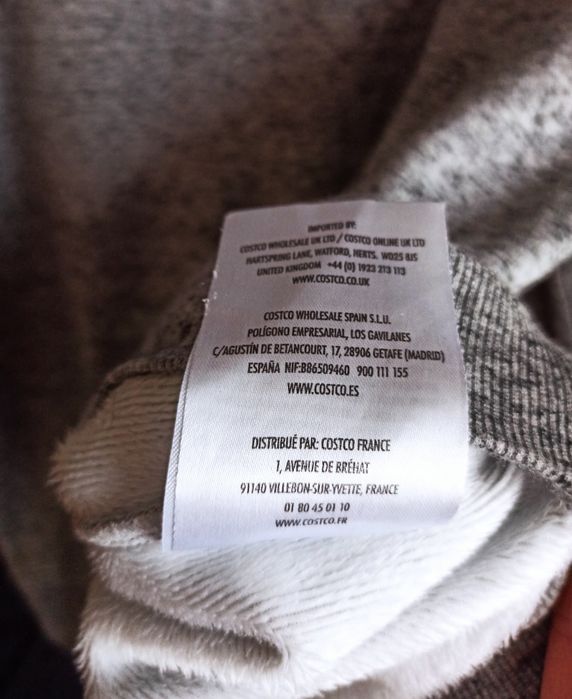 IMPORTED BY:
COSTCO WHOLESALE UK LTD / COSTCO ONLINE UK LTD
HARTSPRING LANE, WATFORD, HERTS. WD25 8JS
UNITED KINGDOM +44 (0) 1923 213 113
WWW.COSTCO.CO.UK
COSTCO WHOLESALE SPAIN S.L.U.
POLÍGONO EMPRESARIAL, LOS GAVILANES
C/AGUSTÍN DE BETANCOURT, 17, 28906 GETAFE (MADRID)
ESPAÑA NIF:B86509460 900 111 155
WWW.COSTCO.ES
DISTRIBUÉ PAR: COSTCO FRANCE
1, AVENUE DE BRÉHAT
91140 VILLEBON-SUR-YVETTE, FRANCE
01 80 45 01 10
WWW.COSTCO.FR